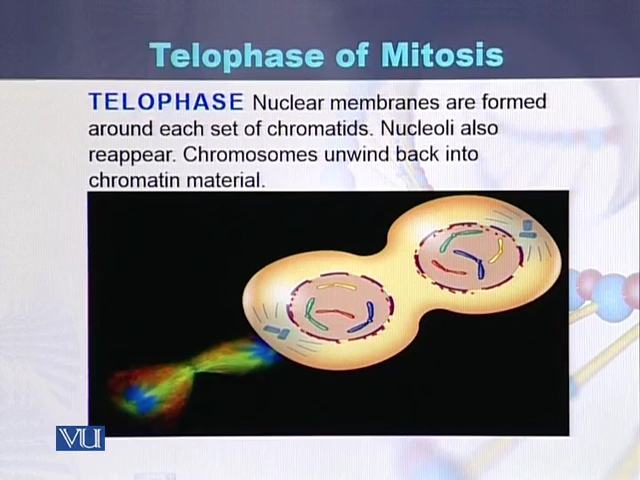 Telophase of Mitosis
TELOPHASE Nuclear membranes are formed
around each set of chromatids. Nucleoli also
reappear. Chromosomes unwind back into
chromatin material.
VU